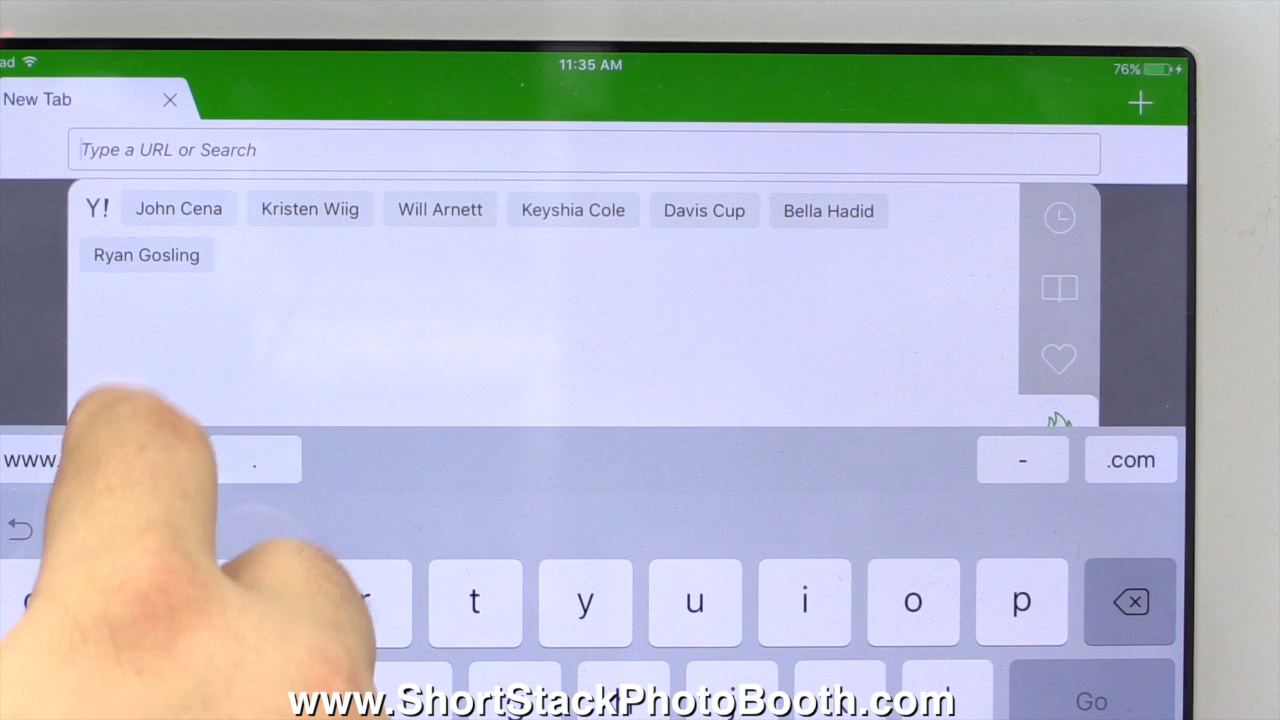 ad 11:35 AM 76%
New Tab
Type a URL or Search
Y! John Cena Kristen Wiig Will Arnett Keyshia Cole Davis Cup Bella Hadid
Ryan Gosling
www. . - .com
t y u i o p
Go
www.ShortStackPhotoBooth.com